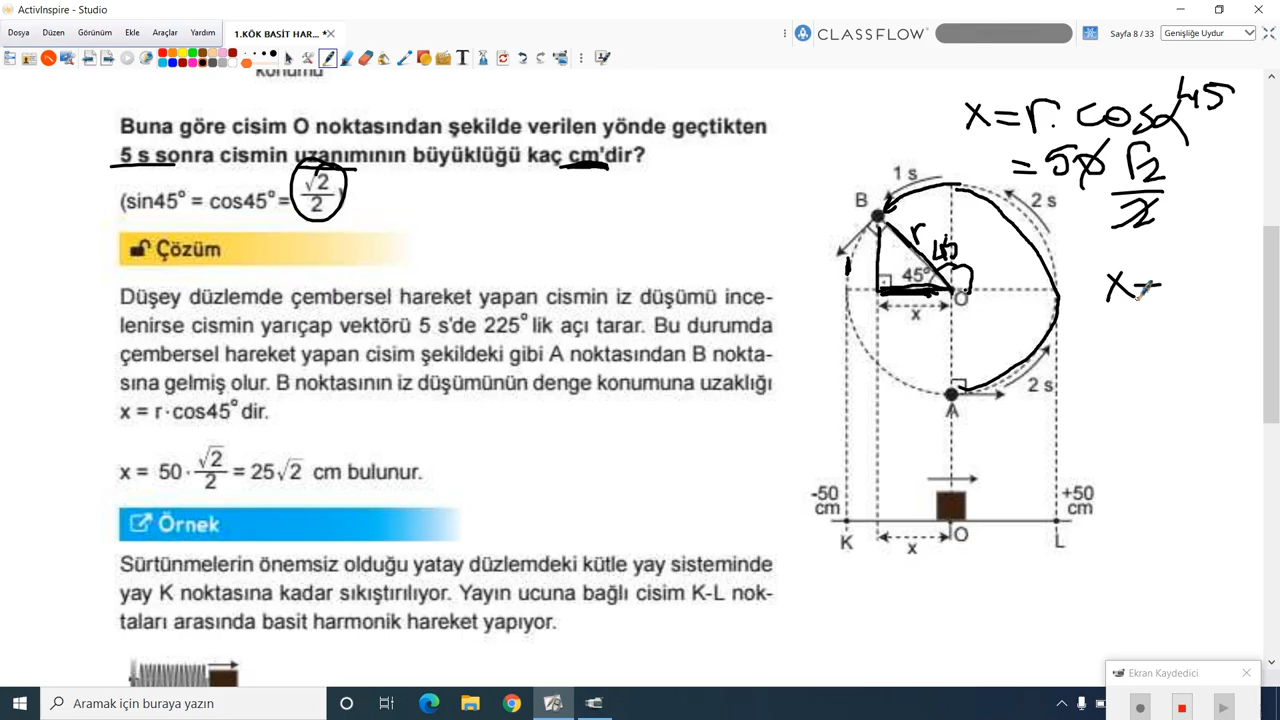 ActivInspire - Studio
Dosya Düzen Görünüm Ekle Araçlar Yardım
1.KÖK BASİT HAR... *
CLASSFLOW
Sayfa 8 / 33
Genişliğe Uydur
konumu
Buna göre cisim O noktasından şekilde verilen yönde geçtikten
5 s sonra cismin uzanımının büyüklüğü kaç cm'dir?
(sin45° = cos45° = √2/2)
Çözüm
Düşey düzlemde çembersel hareket yapan cismin iz düşümü ince-
lenirse cismin yarıçap vektörü 5 s'de 225° lik açı tarar. Bu durumda
çembersel hareket yapan cisim şekildeki gibi A noktasından B nokta-
sına gelmiş olur. B noktasının iz düşümünün denge konumuna uzaklığı
x = r·cos45° dir.
x = 50·√2/2 = 25√2 cm bulunur.
Örnek
Sürtünmelerin önemsiz olduğu yatay düzlemdeki kütle yay sisteminde
yay K noktasına kadar sıkıştırılıyor. Yayın ucuna bağlı cisim K-L nok-
taları arasında basit harmonik hareket yapıyor.
x = r. cosα 45
= 50 √2/2
x =
1 s
2 s
B
r
45
45°
O
x
2 s
A
-50
cm
+50
cm
K
x
O
L
Ekran Kaydedici
Aramak için buraya yazın